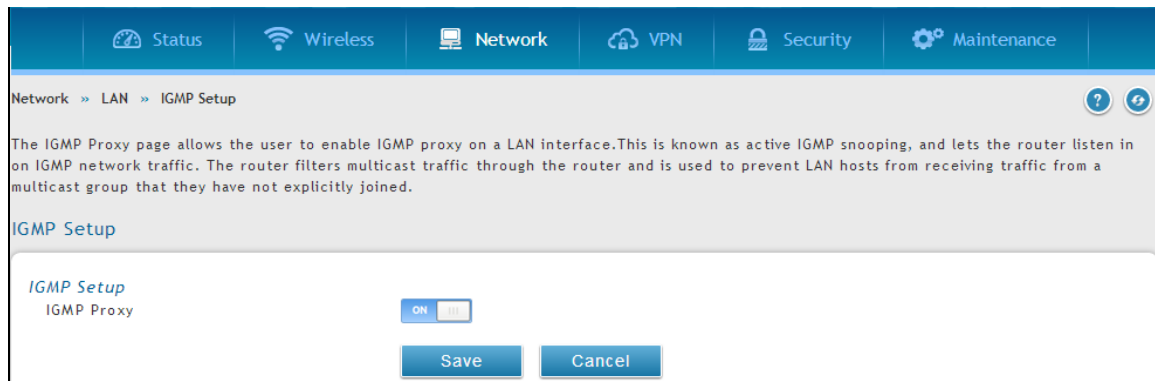 Status Wireless Network VPN Security Maintenance
Network » LAN » IGMP Setup
The IGMP Proxy page allows the user to enable IGMP proxy on a LAN interface.This is known as active IGMP snooping, and lets the router listen in
on IGMP network traffic. The router filters multicast traffic through the router and is used to prevent LAN hosts from receiving traffic from a
multicast group that they have not explicitly joined.
IGMP Setup
IGMP Setup
IGMP Proxy ON
Save Cancel